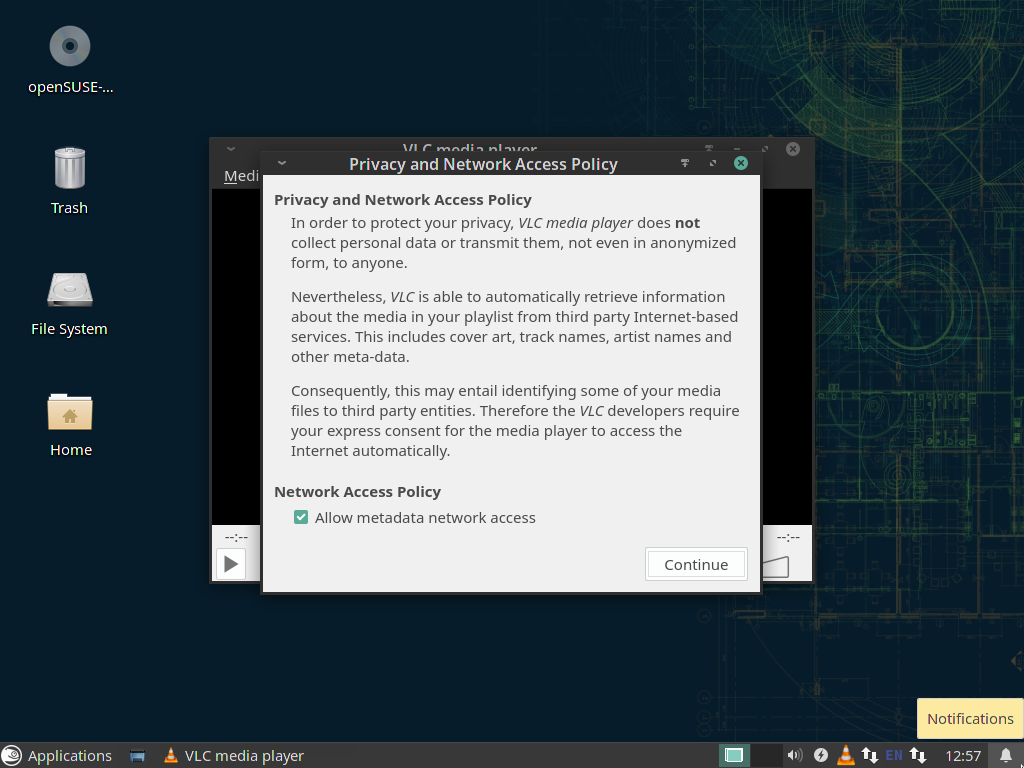 openSUSE-...
Trash
File System
Home
VLC media player
Medi
Privacy and Network Access Policy
Privacy and Network Access Policy
In order to protect your privacy, VLC media player does not
collect personal data or transmit them, not even in anonymized
form, to anyone.
Nevertheless, VLC is able to automatically retrieve information
about the media in your playlist from third party Internet-based
services. This includes cover art, track names, artist names and
other meta-data.
Consequently, this may entail identifying some of your media
files to third party entities. Therefore the VLC developers require
your express consent for the media player to access the
Internet automatically.
Network Access Policy
Allow metadata network access
--:--
--:--
Continue
Notifications
Applications
VLC media player
EN
12:57